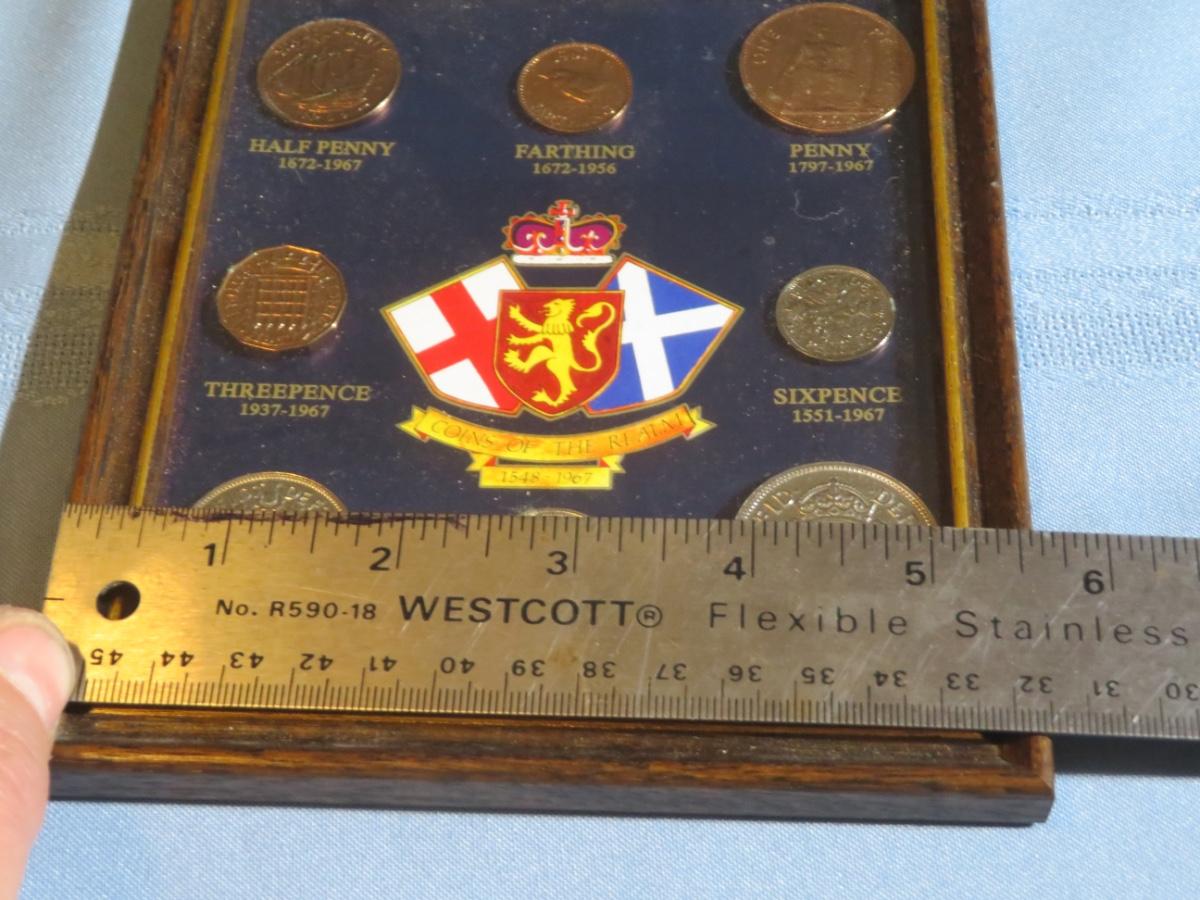 ONE PE
HALF PENNY
1672-1967
FARTHING
1672-1956
PENNY
1797-1967
THREEPENCE
1937-1967
SIXPENCE
1551-1967
COINS OF THE REALM
1548-1967
1 2 3 4 5 6
No. R590-18 WESTCOTT® Flexible Stainless
45 44 43 42 41 40 39 38 37 36 35 34 33 32 31 30